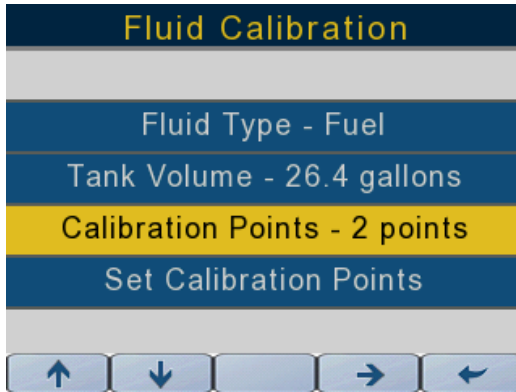 Fluid Calibration
Fluid Type - Fuel
Tank Volume - 26.4 gallons
Calibration Points - 2 points
Set Calibration Points